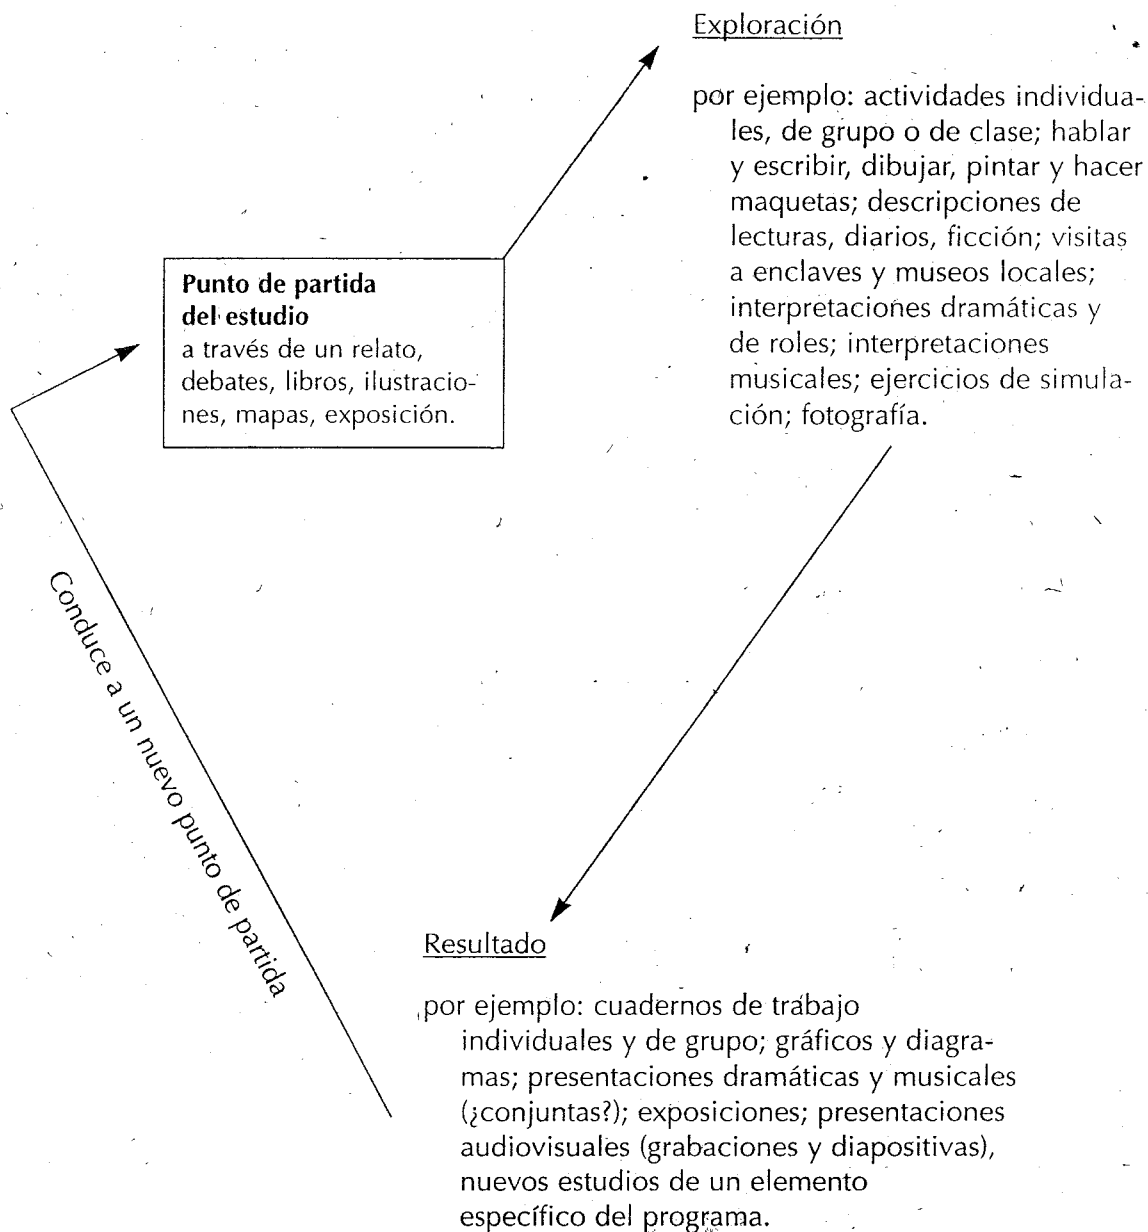 Exploración
por ejemplo: actividades individua-
les, de grupo o de clase; hablar
y escribir, dibujar, pintar y hacer
maquetas; descripciones de
lecturas, diarios, ficción; visitas
a enclaves y museos locales;
interpretaciones dramáticas y
de roles; interpretaciones
musicales; ejercicios de simula-
ción; fotografía.
Punto de partida
del estudio
a través de un relato,
debates, libros, ilustracio-
nes, mapas, exposición.
Conduce a un nuevo punto de partida
Resultado
por ejemplo: cuadernos de trabajo
individuales y de grupo; gráficos y diagra-
mas; presentaciones dramáticas y musicales
(¿conjuntas?); exposiciones; presentaciones
audiovisuales (grabaciones y diapositivas),
nuevos estudios de un elemento
específico del programa.